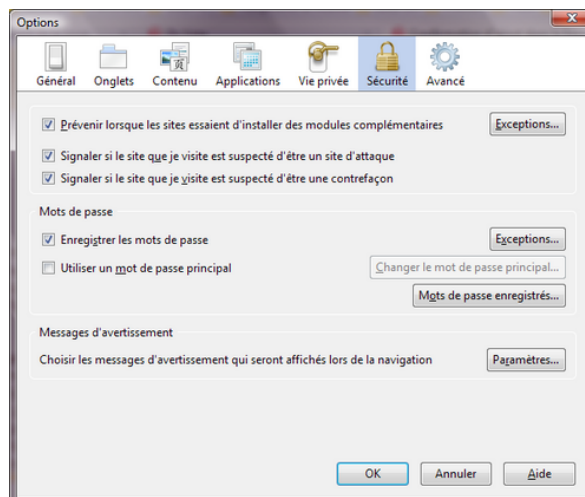 Options
Général Onglets Contenu Applications Vie privée Sécurité Avancé
Prévenir lorsque les sites essaient d'installer des modules complémentaires Exceptions...
Signaler si le site que je visite est suspecté d'être un site d'attaque
Signaler si le site que je visite est suspecté d'être une contrefaçon
Mots de passe
Enregistrer les mots de passe Exceptions...
Utiliser un mot de passe principal Changer le mot de passe principal...
Mots de passe enregistrés...
Messages d'avertissement
Choisir les messages d'avertissement qui seront affichés lors de la navigation Paramètres...
OK Annuler Aide